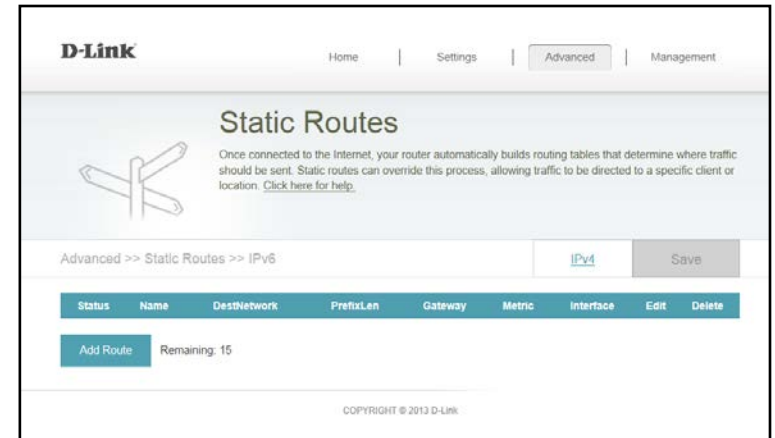 D-Link
Home | Settings | Advanced | Management
Static Routes
Once connected to the Internet, your router automatically builds routing tables that determine where traffic
should be sent. Static routes can override this process, allowing traffic to be directed to a specific client or
location. Click here for help.
Advanced >> Static Routes >> IPv6
IPv4
Save
Status Name DestNetwork PrefixLen Gateway Metric Interface Edit Delete
Add Route Remaining: 15
COPYRIGHT © 2013 D-Link